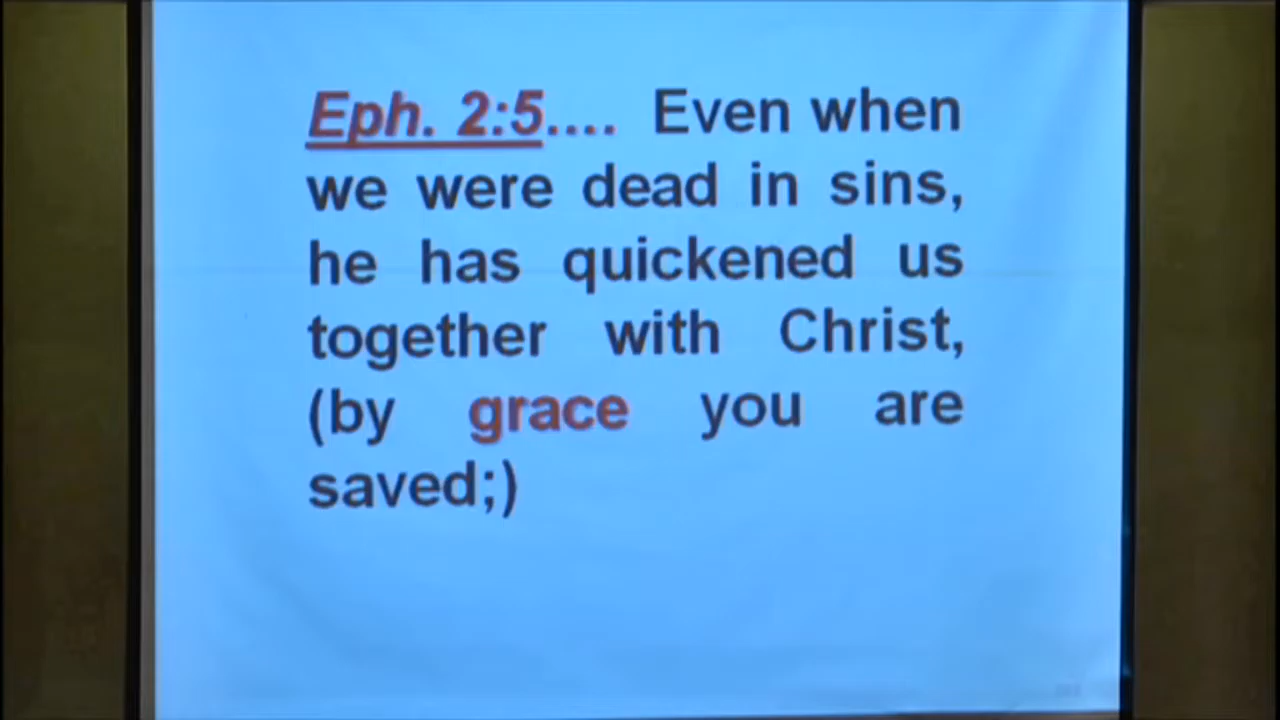 Eph. 2:5.... Even when
we were dead in sins,
he has quickened us
together with Christ,
(by grace you are
saved;)